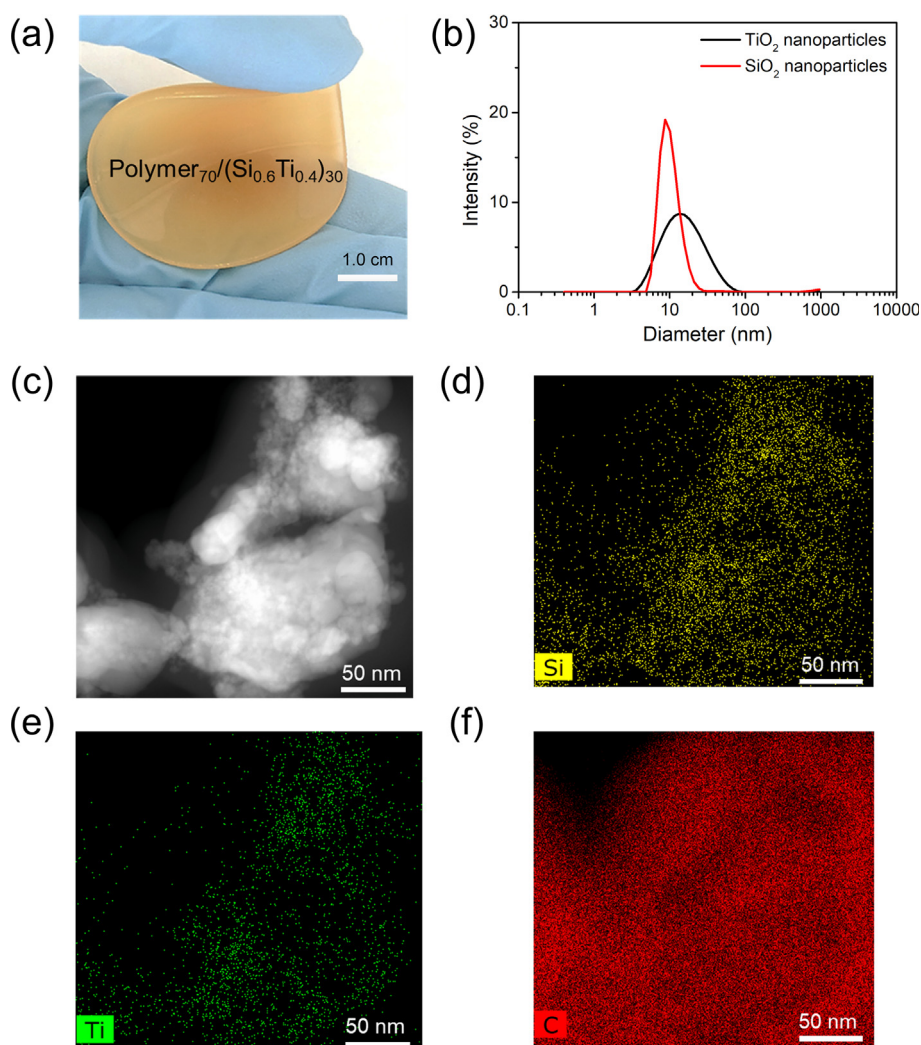 (a)
Polymer₇₀/(Si₀.₆Ti₀.₄)₃₀
1.0 cm
(b)
30
20
10
0
Intensity (%)
TiO₂ nanoparticles
SiO₂ nanoparticles
0.1 1 10 100 1000 10000
Diameter (nm)
(c)
50 nm
(d)
Si
50 nm
(e)
Ti
50 nm
(f)
C
50 nm